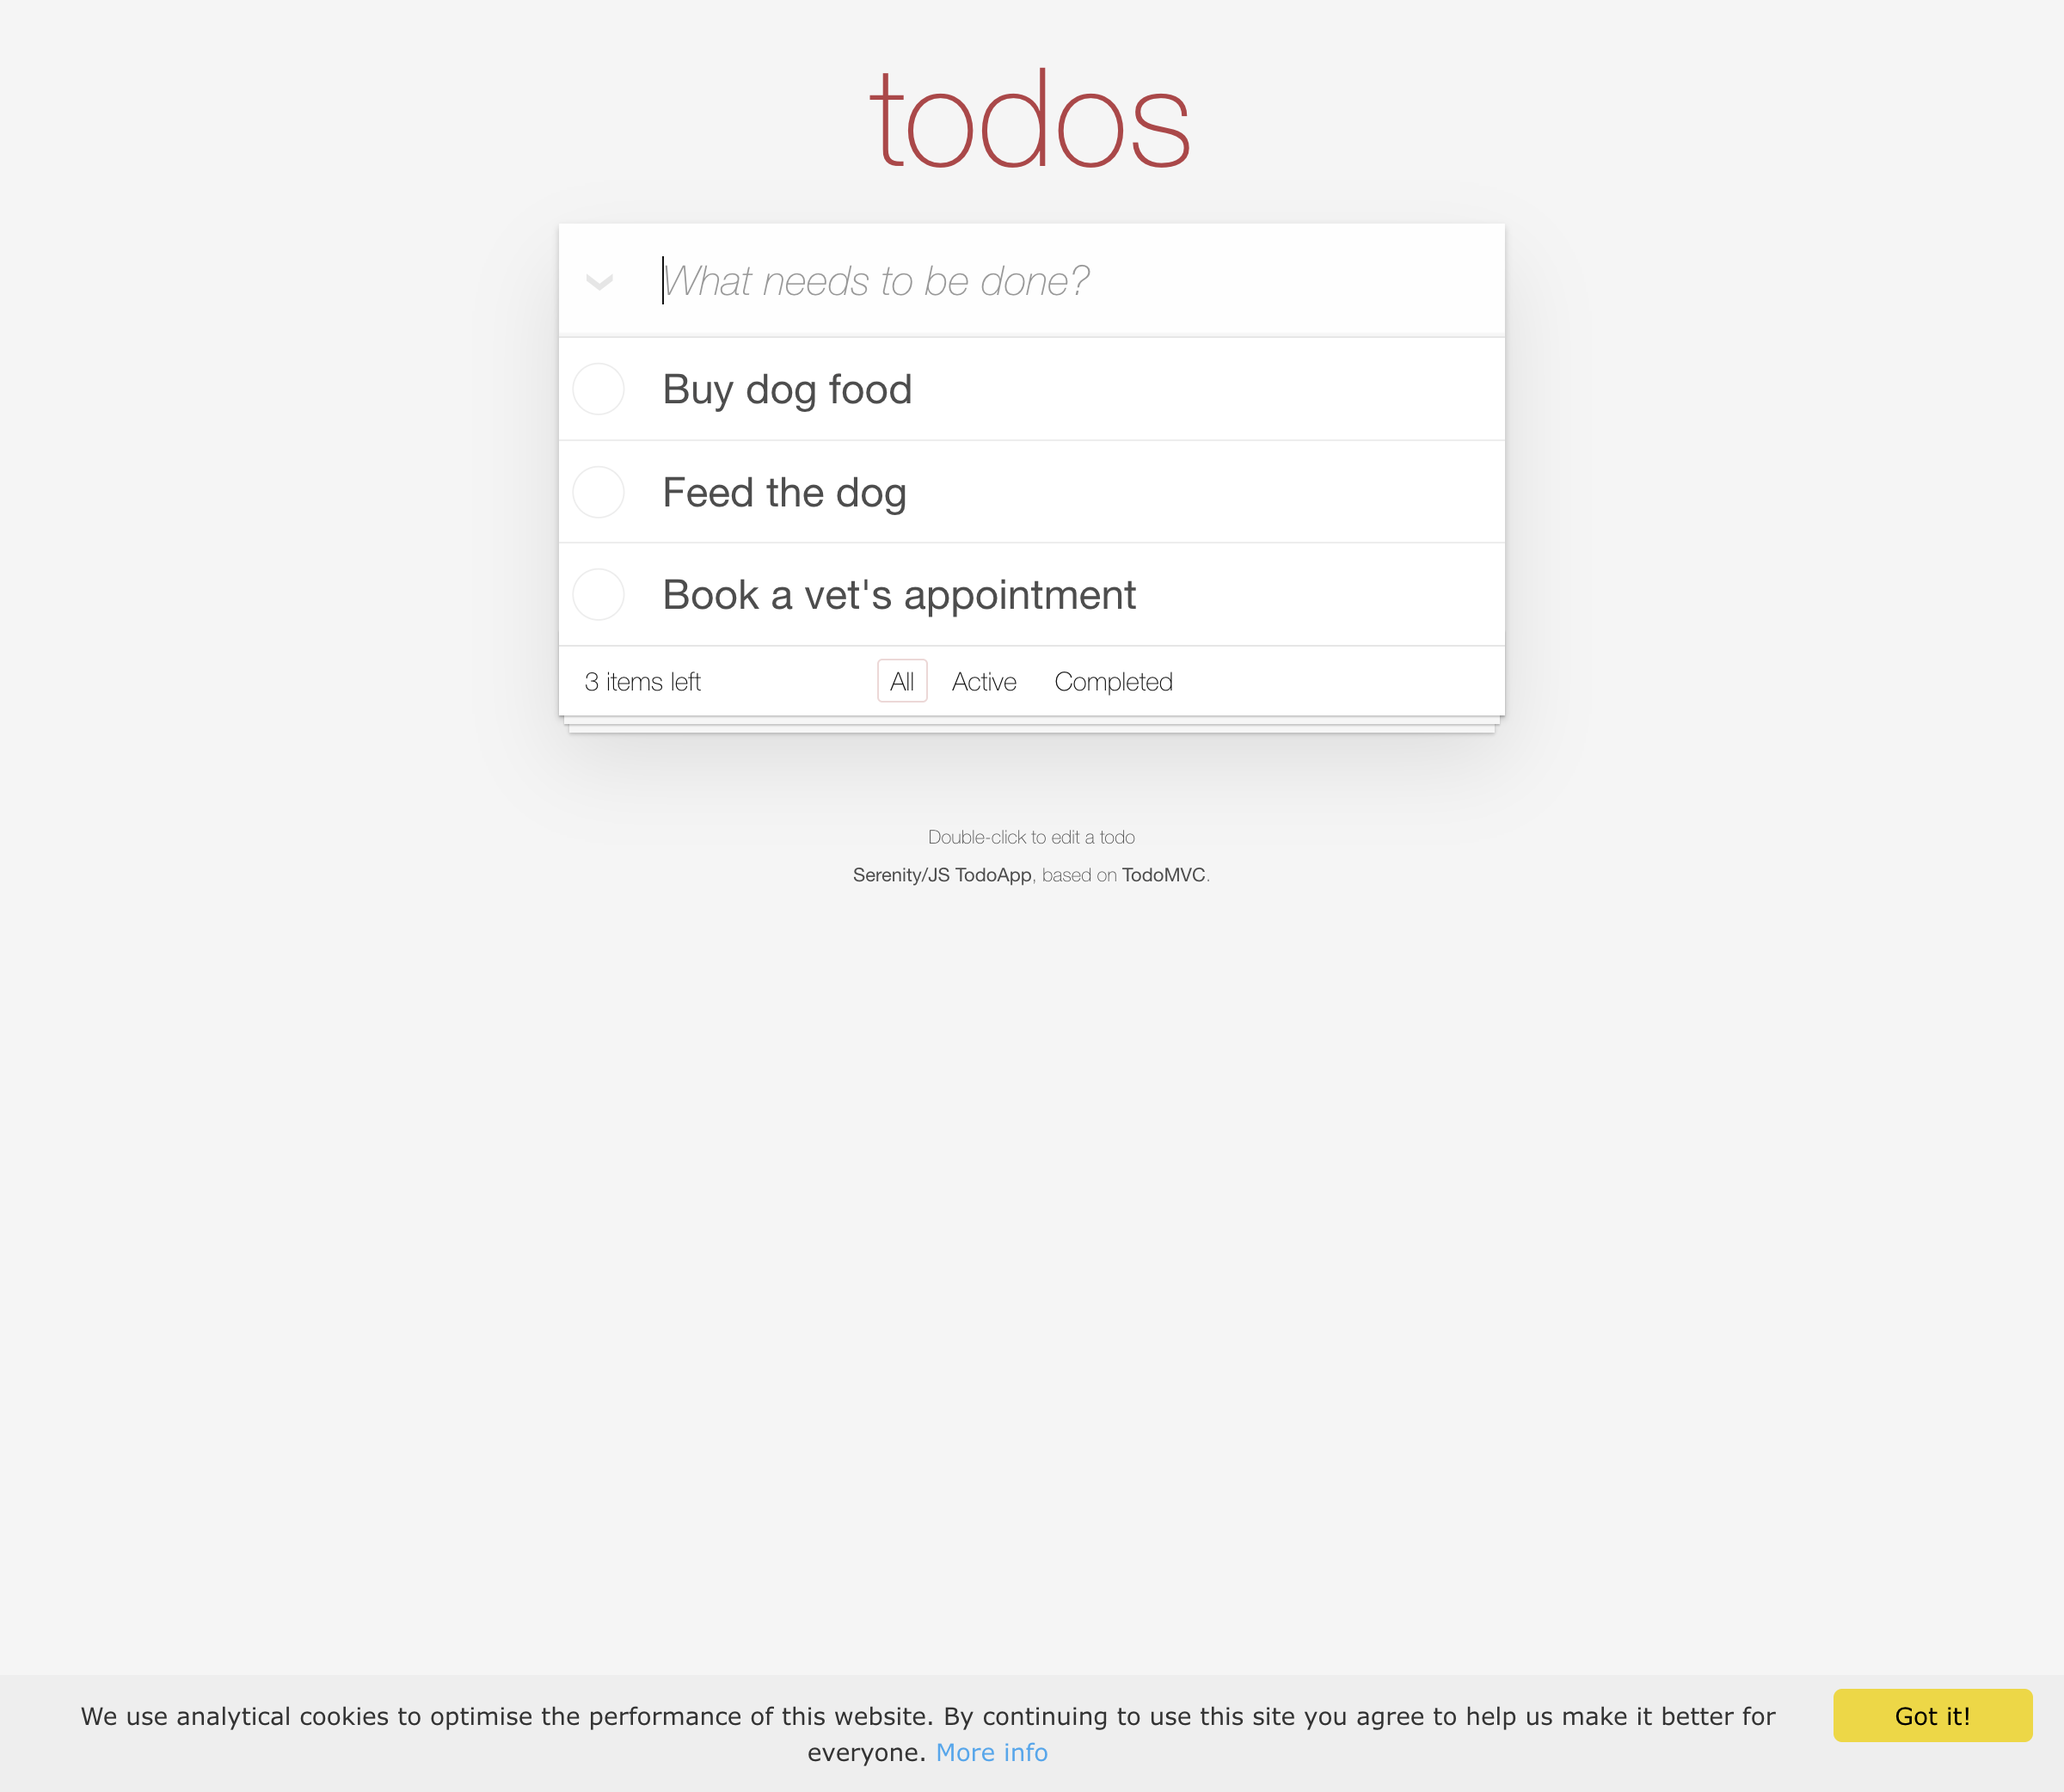 todos
What needs to be done?
Buy dog food
Feed the dog
Book a vet's appointment
3 items left All Active Completed
Double-click to edit a todo
Serenity/JS TodoApp, based on TodoMVC.
We use analytical cookies to optimise the performance of this website. By continuing to use this site you agree to help us make it better for
everyone. More info
Got it!